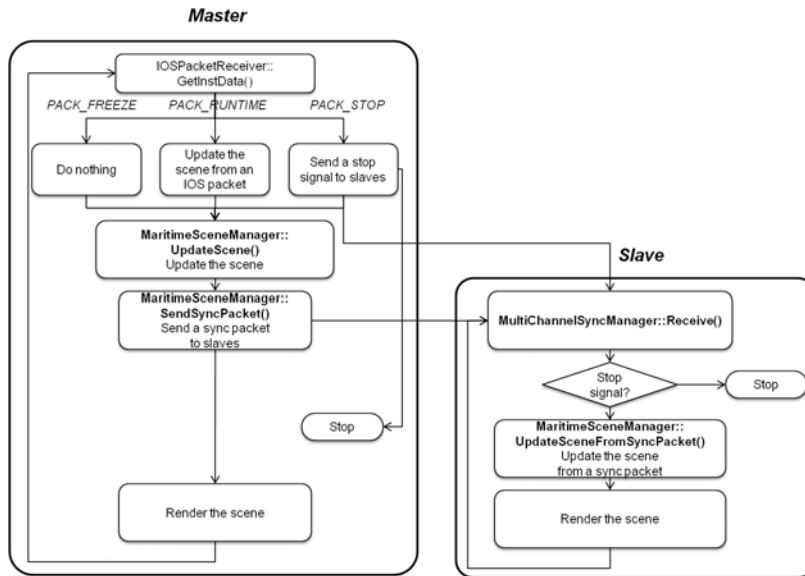 Master
IOSPacketReceiver::
GetInstData()
PACK_FREEZE
PACK_RUNTIME
PACK_STOP
Do nothing
Update the
scene from an
IOS packet
Send a stop
signal to slaves
MaritimeSceneManager::
UpdateScene()
Update the scene
MaritimeSceneManager::
SendSyncPacket()
Send a sync packet
to slaves
Stop
Render the scene
Slave
MultiChannelSyncManager::Receive()
Stop
signal?
Stop
MaritimeSceneManager::
UpdateSceneFromSyncPacket()
Update the scene
from a sync packet
Render the scene